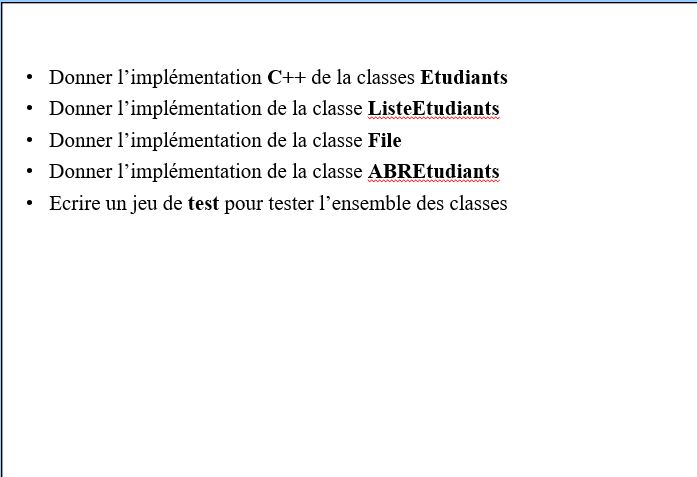 • Donner l’implémentation C++ de la classes Etudiants
• Donner l’implémentation de la classe ListeEtudiants
• Donner l’implémentation de la classe File
• Donner l’implémentation de la classe ABREtudiants
• Ecrire un jeu de test pour tester l’ensemble des classes